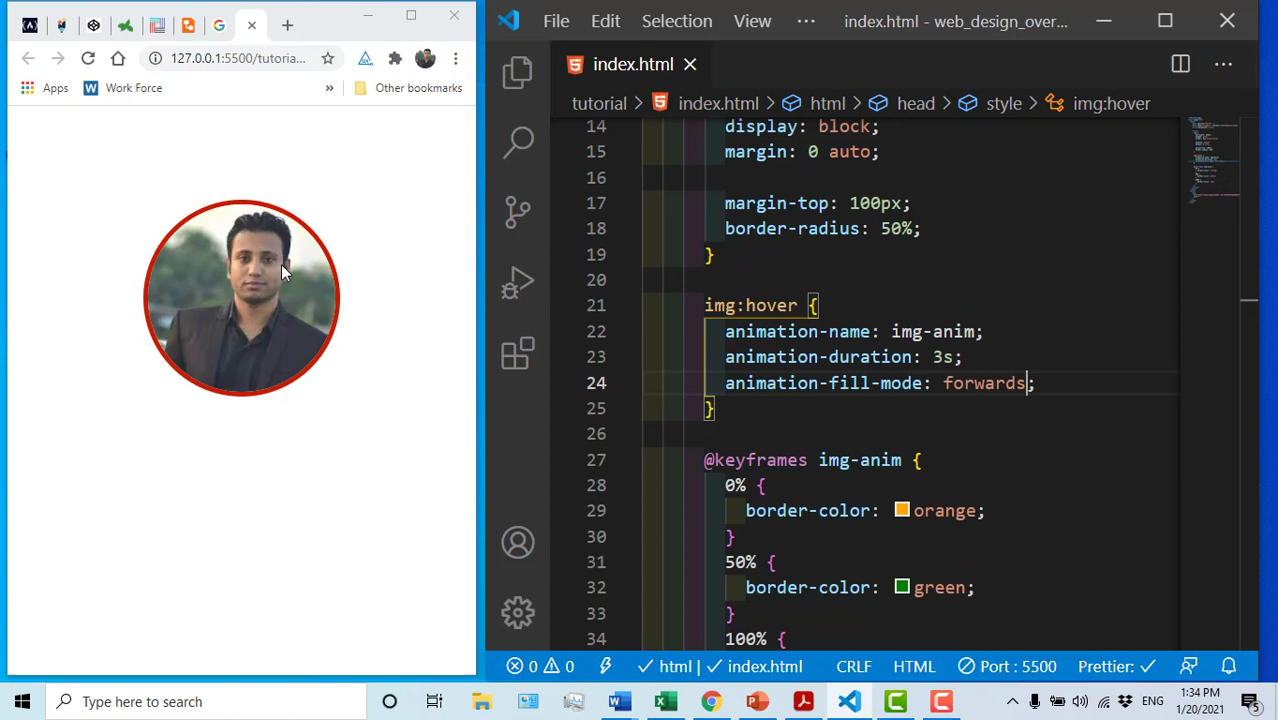 127.0.0.1:5500/tutoria...
Apps
Work Force
»
Other bookmarks
File Edit Selection View ··· index.html - web_design_over...
index.html
tutorial > index.html > html > head > style > img:hover
14 display: block;
15 margin: 0 auto;
16
17 margin-top: 100px;
18 border-radius: 50%;
19 }
20
21 img:hover {
22 animation-name: img-anim;
23 animation-duration: 3s;
24 animation-fill-mode: forwards;
25 }
26
27 @keyframes img-anim {
28 0% {
29 border-color: orange;
30 }
31 50% {
32 border-color: green;
33 }
34 100% {
0 0 html | index.html CRLF HTML Port : 5500 Prettier:
Type here to search
1:34 PM
1/20/2021
5